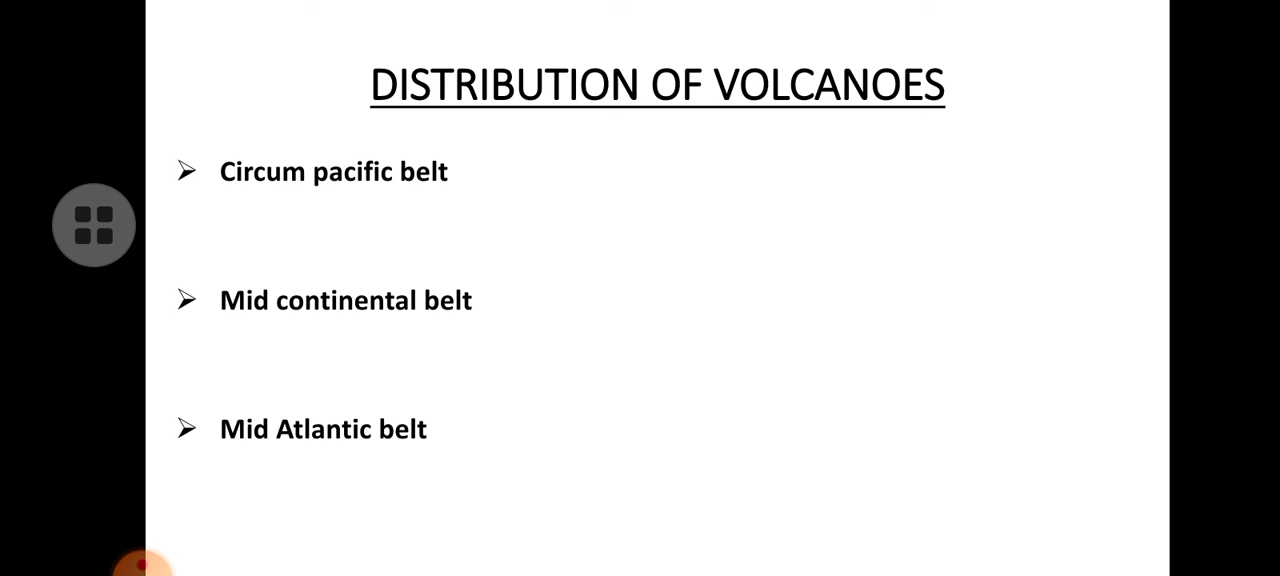 DISTRIBUTION OF VOLCANOES
Circum pacific belt
Mid continental belt
Mid Atlantic belt